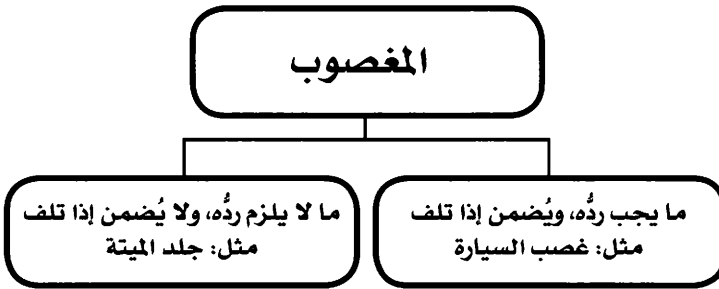 المغصوب
ما يجب ردُّه، ويُضمن إذا تلف
مثل: غصب السيارة
ما لا يلزم ردُّه، ولا يُضمن إذا تلف
مثل: جلد الميتة